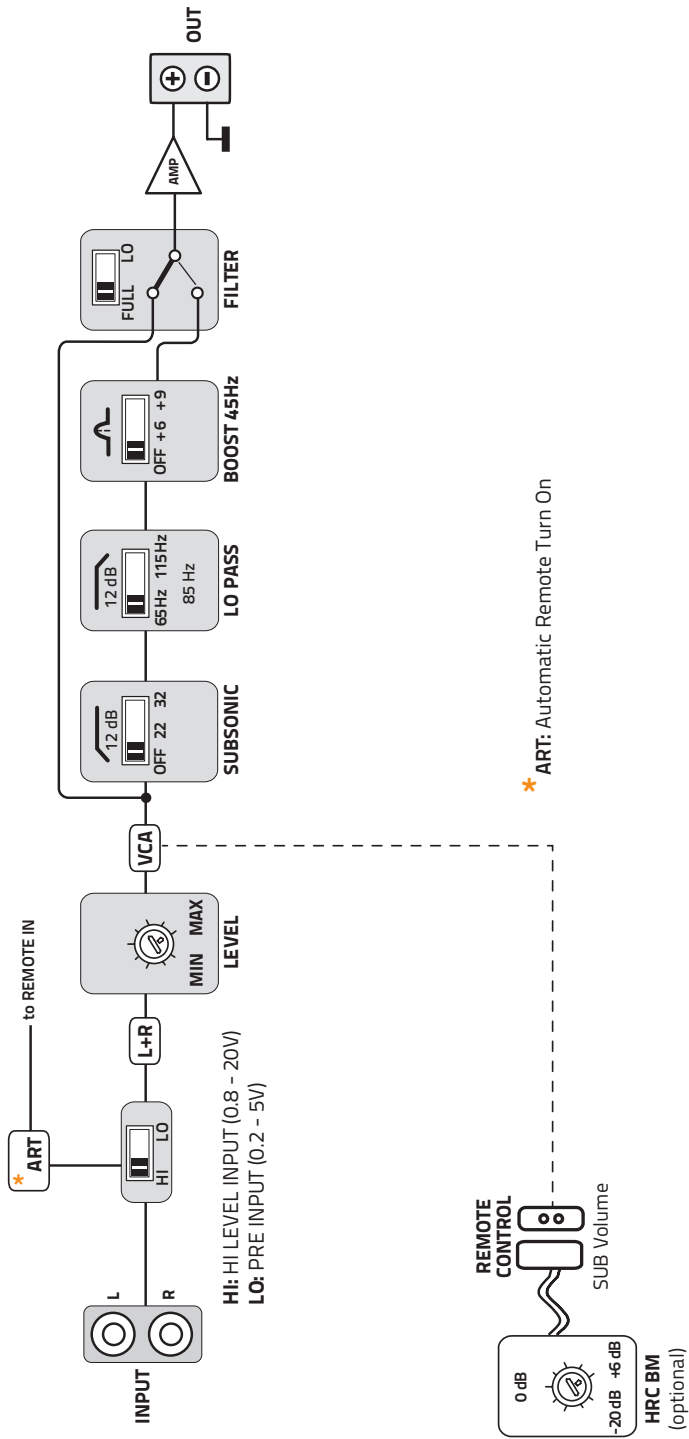 INPUT
L
R
* ART
to REMOTE IN
HI LO
HI: HI LEVEL INPUT (0.8 - 20V)
LO: PRE INPUT (0.2 - 5V)
L+R
MIN MAX
LEVEL
VCA
12 dB
OFF 22 32
SUBSONIC
12 dB
65Hz 115Hz
85 Hz
LO PASS
OFF +6 +9
BOOST 45Hz
FULL LO
FILTER
AMP
+
−
OUT
0 dB
-20dB +6 dB
HRC BM
(optional)
REMOTE
CONTROL
SUB Volume
* ART: Automatic Remote Turn On